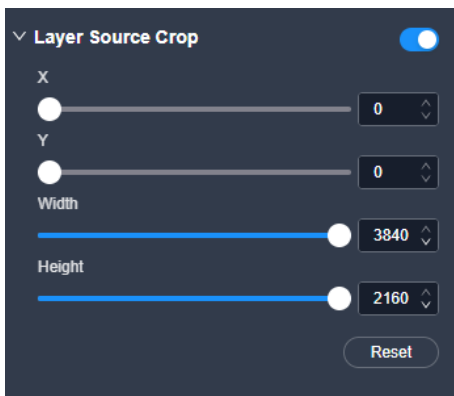 Layer Source Crop
X
0
Y
0
Width
3840
Height
2160
Reset